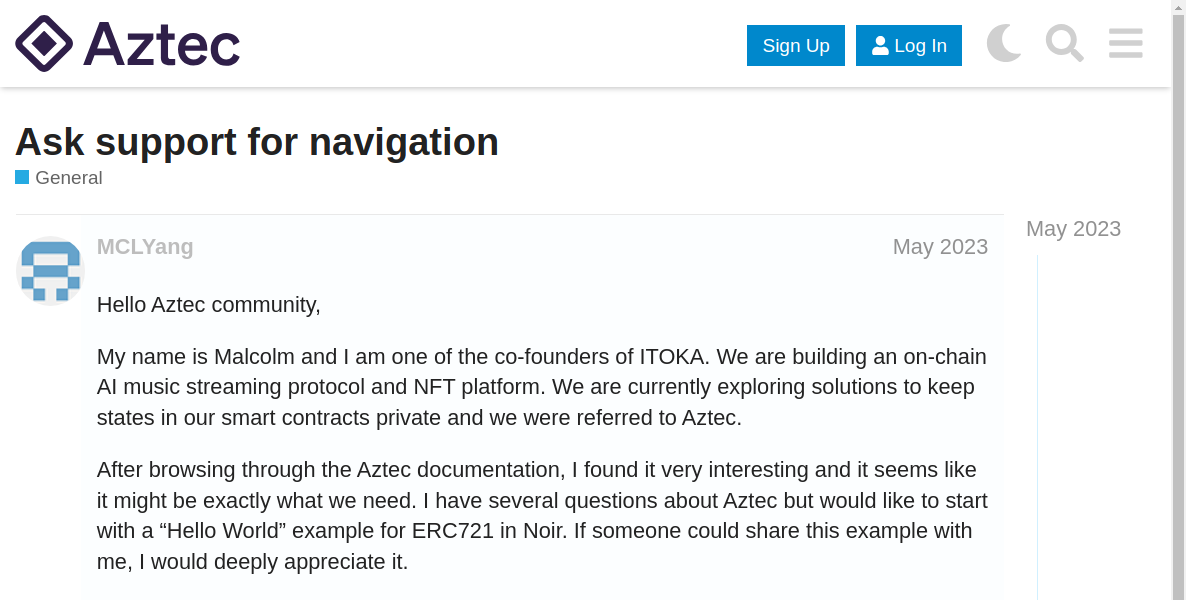 Aztec
Sign Up
Log In
Ask support for navigation
General
MCLYang
May 2023
May 2023
Hello Aztec community,
My name is Malcolm and I am one of the co-founders of ITOKA. We are building an on-chain
AI music streaming protocol and NFT platform. We are currently exploring solutions to keep
states in our smart contracts private and we were referred to Aztec.
After browsing through the Aztec documentation, I found it very interesting and it seems like
it might be exactly what we need. I have several questions about Aztec but would like to start
with a “Hello World” example for ERC721 in Noir. If someone could share this example with
me, I would deeply appreciate it.